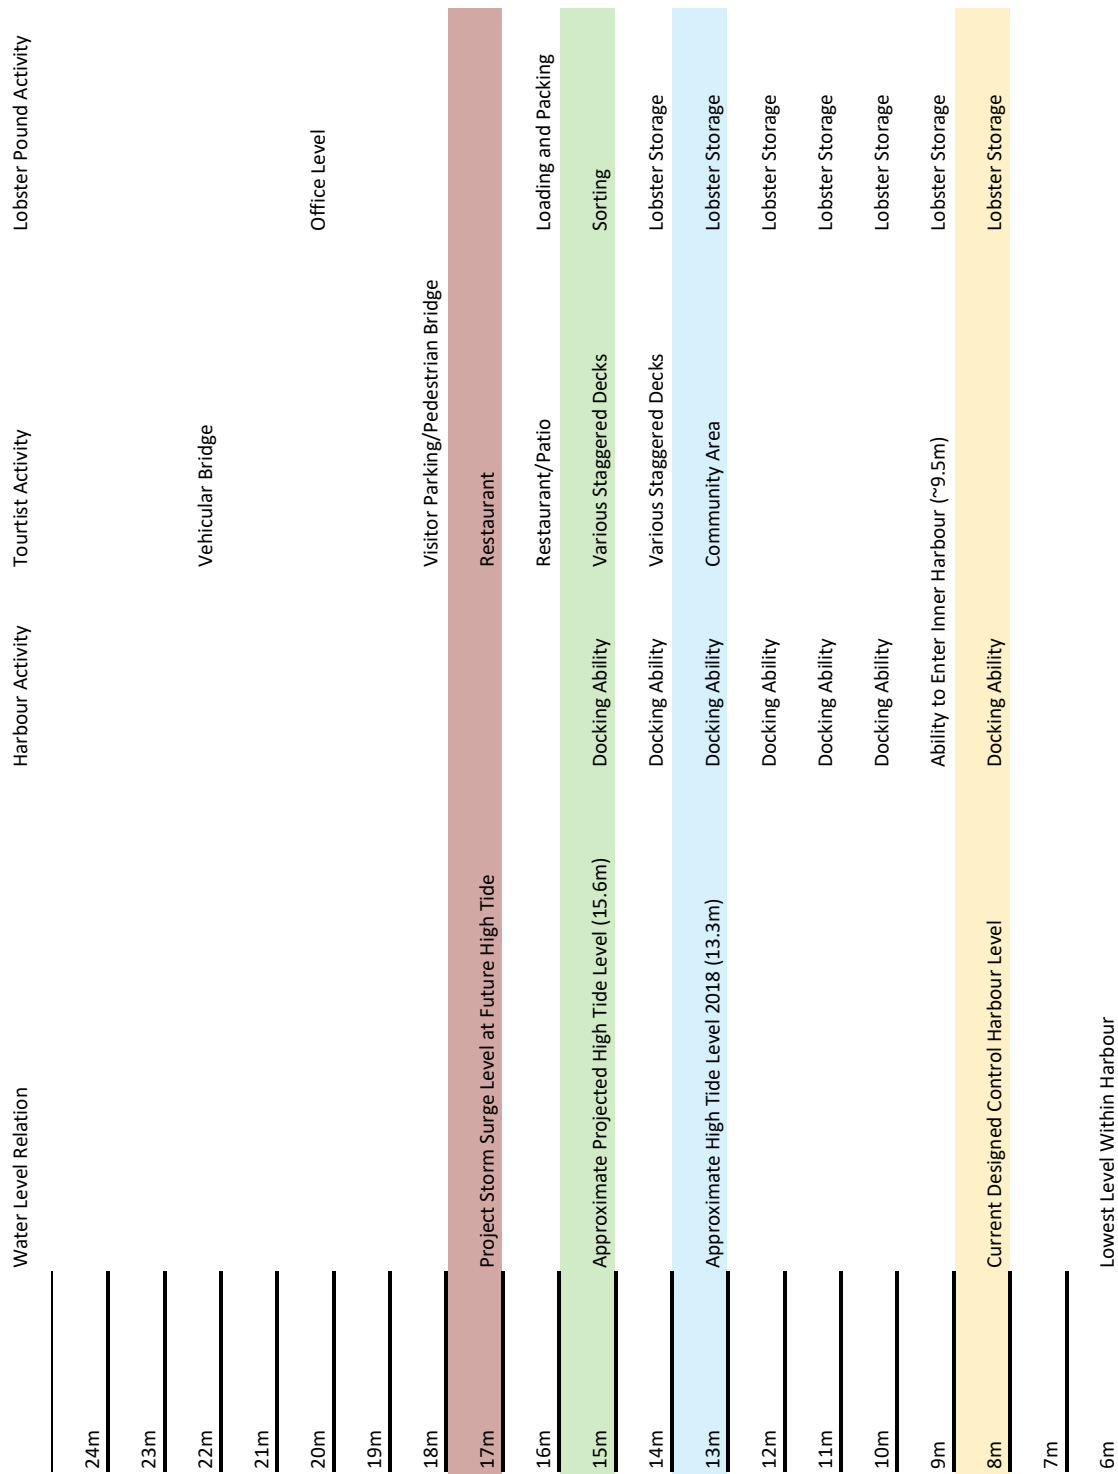 Water Level Relation Harbour Activity Tourtist Activity Lobster Pound Activity
24m
23m
22m Vehicular Bridge
21m
20m Office Level
19m
18m Visitor Parking/Pedestrian Bridge
17m Project Storm Surge Level at Future High Tide Restaurant
16m Restaurant/Patio Loading and Packing
15m Approximate Projected High Tide Level (15.6m) Docking Ability Various Staggered Decks Sorting
14m Docking Ability Various Staggered Decks Lobster Storage
13m Approximate High Tide Level 2018 (13.3m) Docking Ability Community Area Lobster Storage
12m Docking Ability Lobster Storage
11m Docking Ability Lobster Storage
10m Docking Ability Lobster Storage
9m Ability to Enter Inner Harbour (~9.5m) Lobster Storage
8m Current Designed Control Harbour Level Docking Ability Lobster Storage
7m
6m Lowest Level Within Harbour